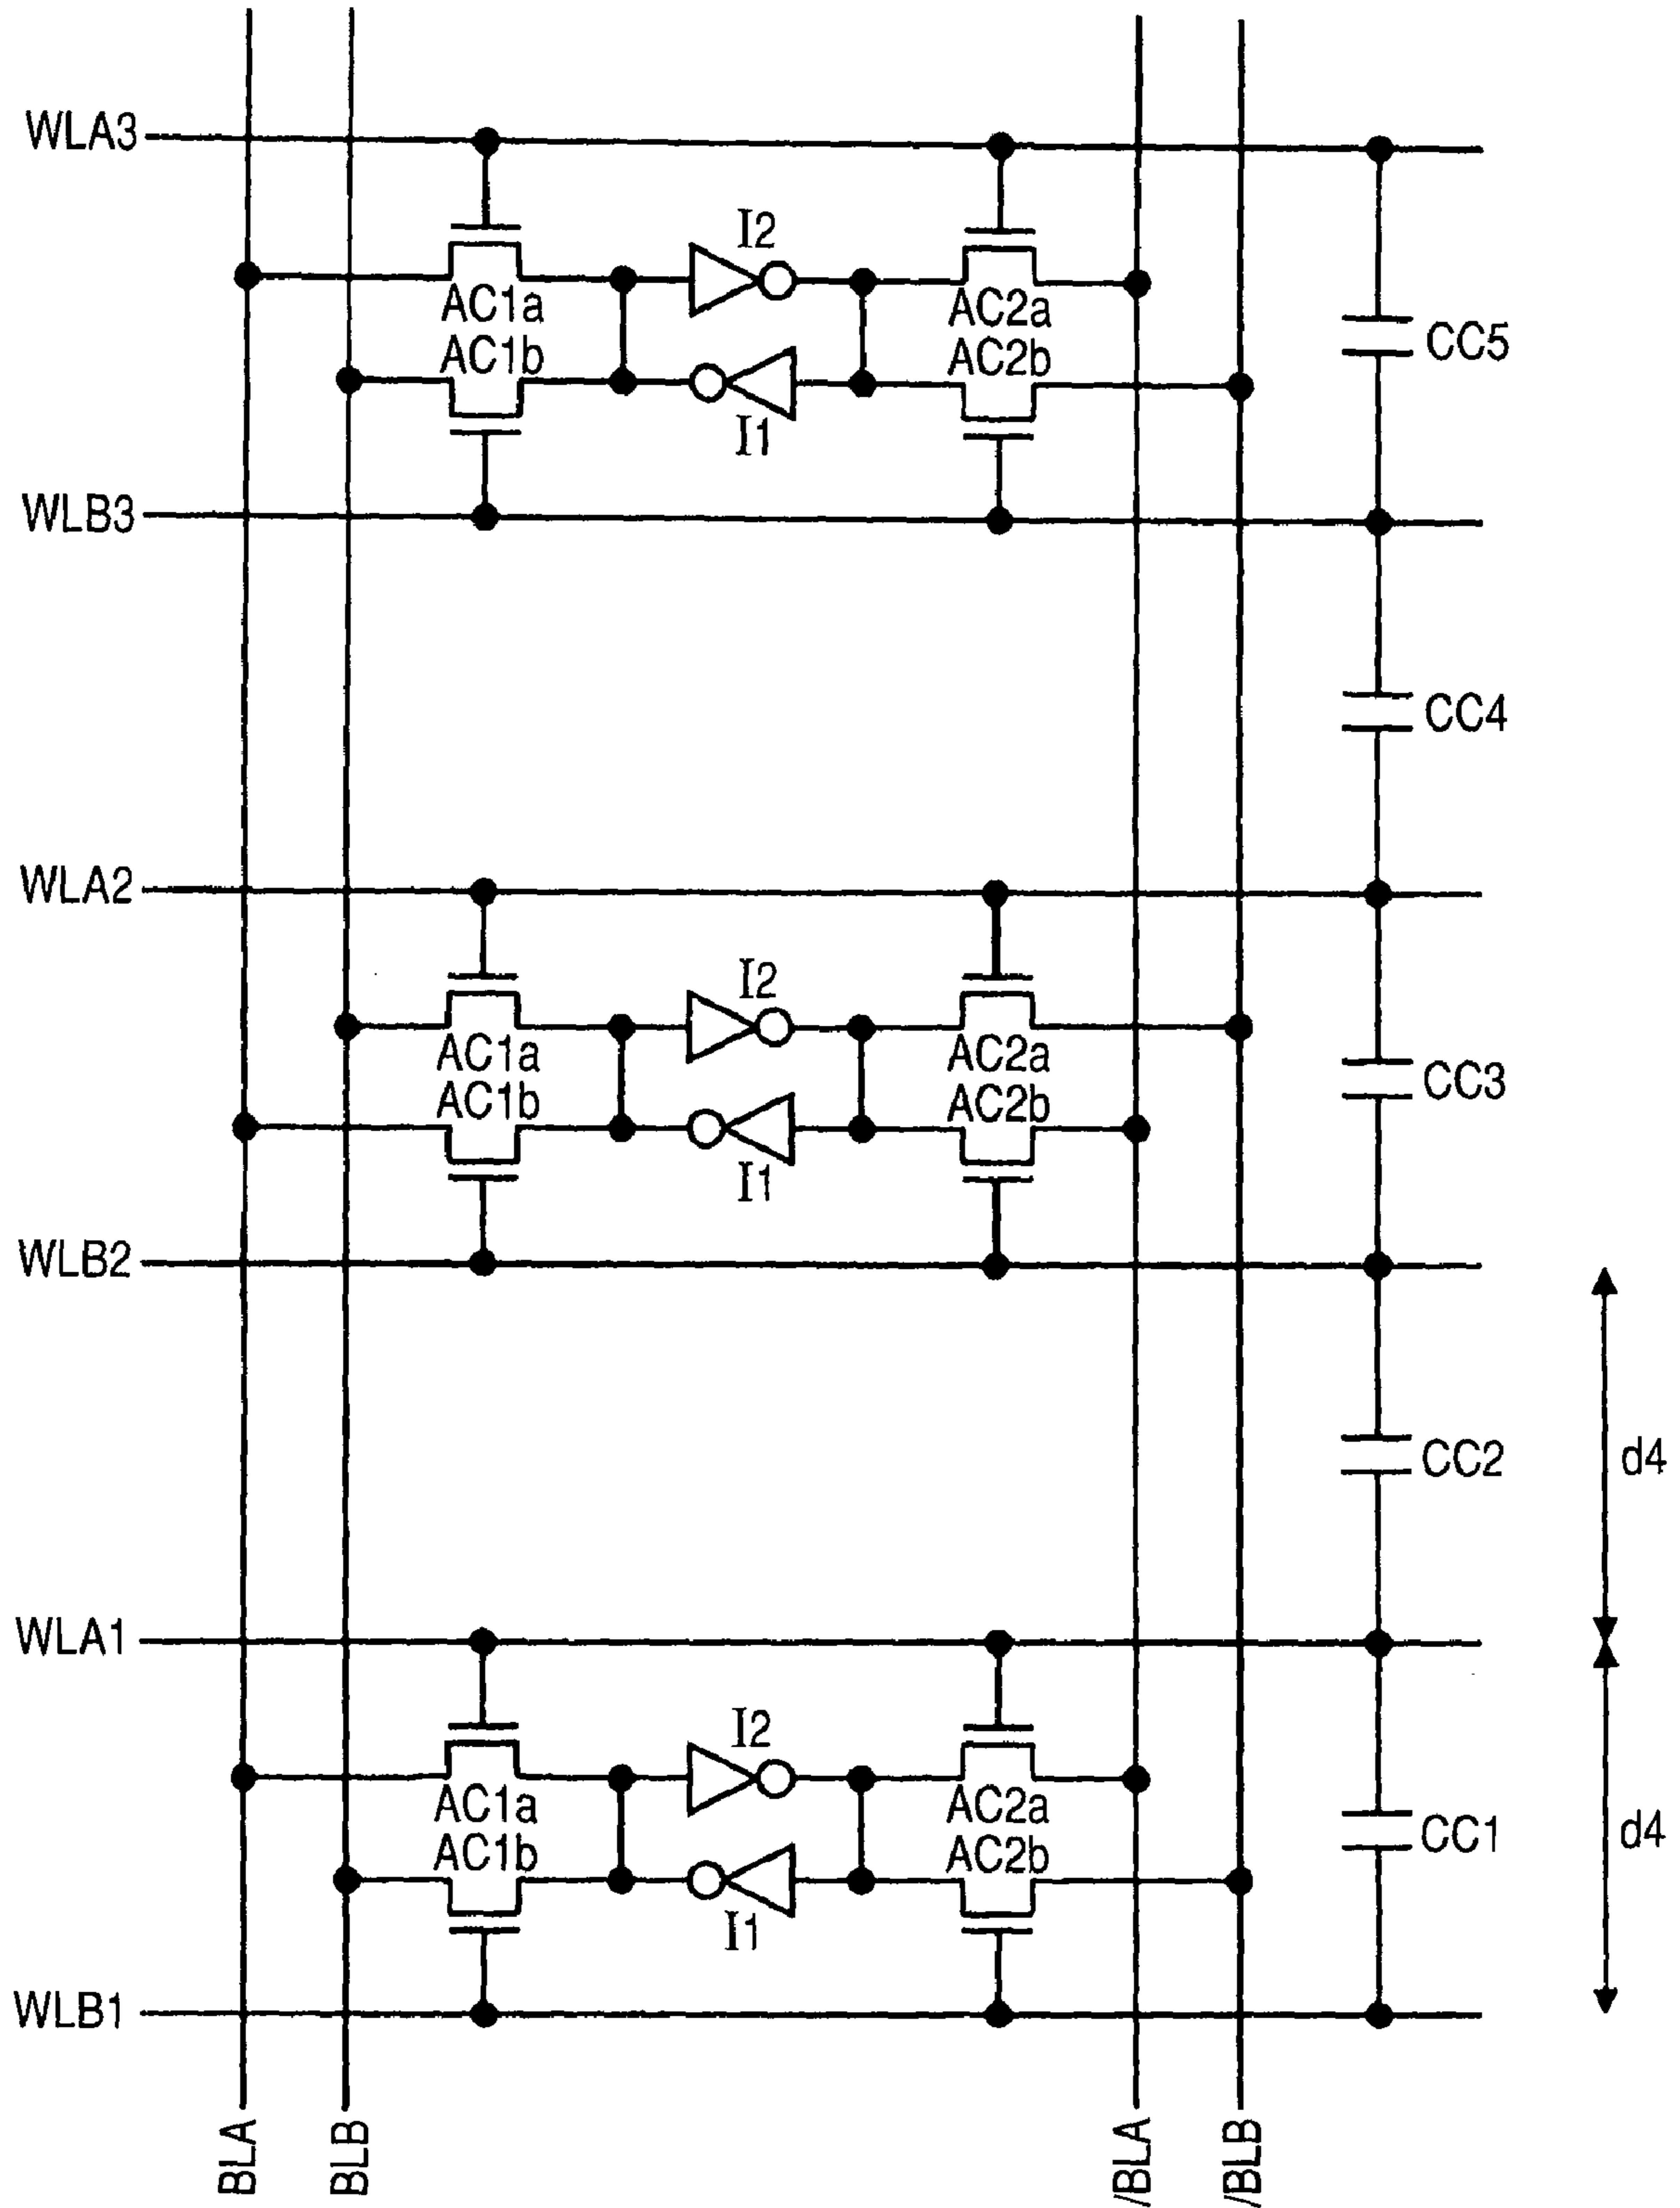 WLA3
I2
AC1a
AC2a
AC1b
AC2b
CC5
I1
WLB3
CC4
WLA2
I2
AC1a
AC2a
CC3
AC1b
AC2b
I1
WLB2
CC2
d4
WLA1
I2
AC1a
AC2a
CC1
d4
AC1b
AC2b
I1
WLB1
BLA
BLB
/BLA
/BLB